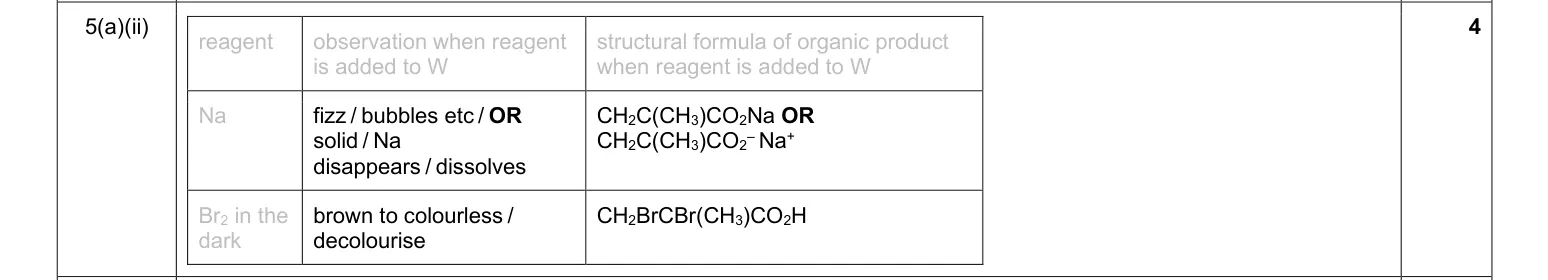 5(a)(ii)
4
reagent
observation when reagent
is added to W
structural formula of organic product
when reagent is added to W
Na
fizz / bubbles etc / OR
solid / Na
disappears / dissolves
CH₂C(CH₃)CO₂Na OR
CH₂C(CH₃)CO₂⁻ Na⁺
Br₂ in the
dark
brown to colourless /
decolourise
CH₂BrCBr(CH₃)CO₂H